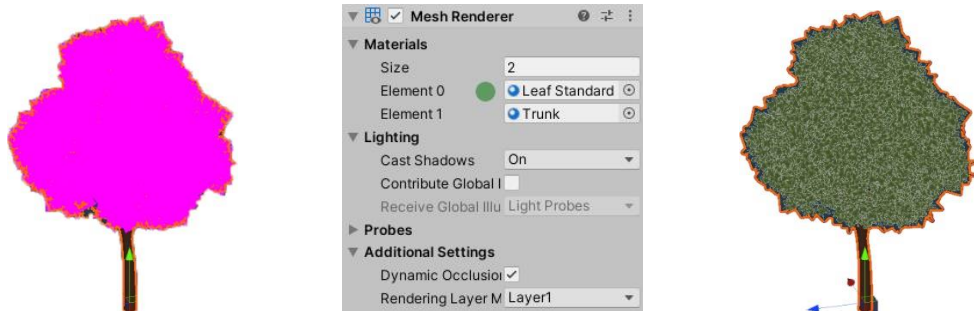 Mesh Renderer
Materials
Size 2
Element 0 Leaf Standard
Element 1 Trunk
Lighting
Cast Shadows On
Contribute Global I
Receive Global Illu Light Probes
Probes
Additional Settings
Dynamic Occlusion
Rendering Layer M Layer1